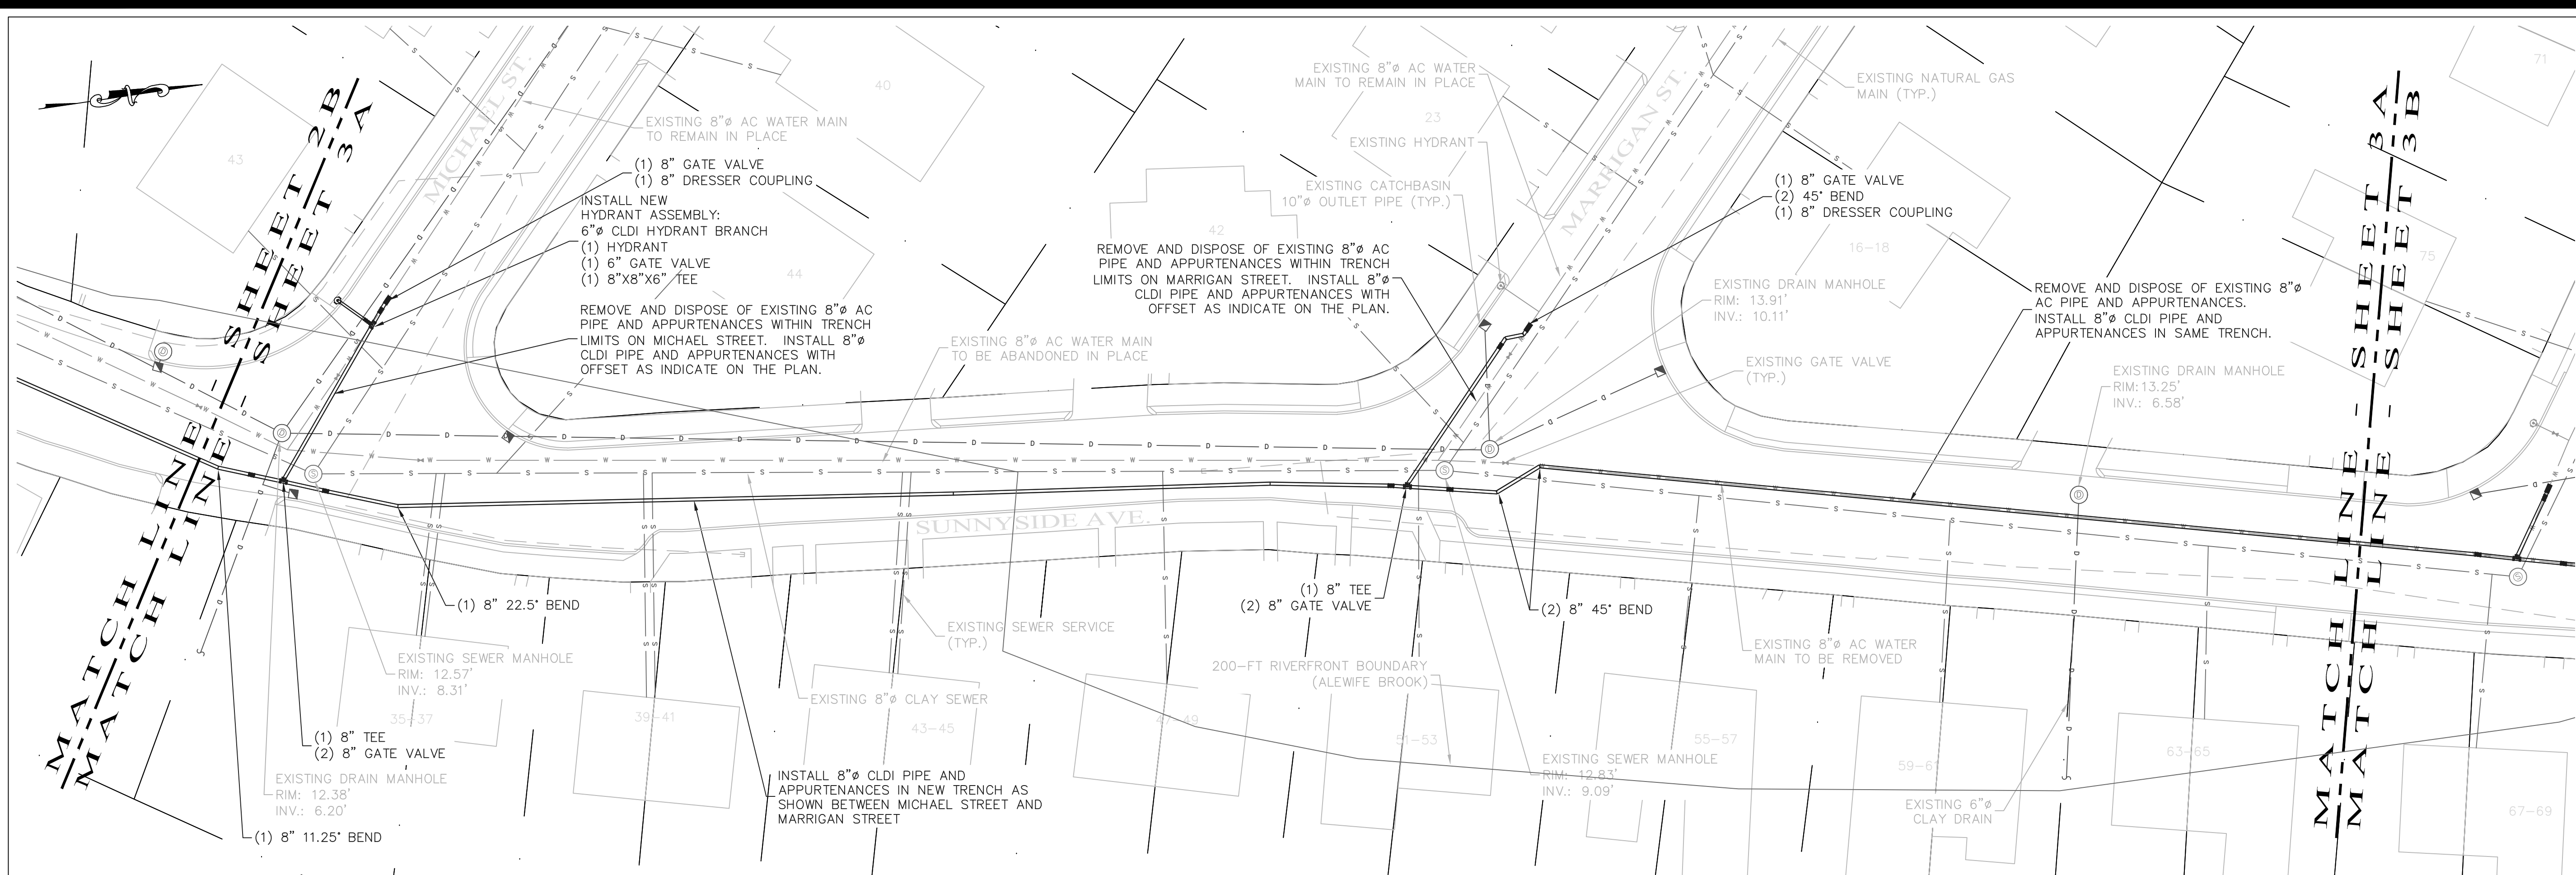 MICHAEL ST.
MARRIGAN ST.
SUNNYSIDE AVE.
MATCH LINE - SHEET 2B
MATCH LINE - SHEET 3A
43
40
EXISTING 8"ø AC WATER MAIN
TO REMAIN IN PLACE
(1) 8" GATE VALVE
(1) 8" DRESSER COUPLING
INSTALL NEW
HYDRANT ASSEMBLY:
6"ø CLDI HYDRANT BRANCH
(1) HYDRANT
(1) 6" GATE VALVE
(1) 8"X8"X6" TEE
44
REMOVE AND DISPOSE OF EXISTING 8"ø AC
PIPE AND APPURTENANCES WITHIN TRENCH
LIMITS ON MICHAEL STREET. INSTALL 8"ø
CLDI PIPE AND APPURTENANCES WITH
OFFSET AS INDICATE ON THE PLAN.
EXISTING 8"ø AC WATER MAIN
TO BE ABANDONED IN PLACE
EXISTING 8"ø AC WATER
MAIN TO REMAIN IN PLACE
23
EXISTING HYDRANT
EXISTING CATCHBASIN
10"ø OUTLET PIPE (TYP.)
42
REMOVE AND DISPOSE OF EXISTING 8"ø AC
PIPE AND APPURTENANCES WITHIN TRENCH
LIMITS ON MARRIGAN STREET. INSTALL 8"ø
CLDI PIPE AND APPURTENANCES WITH
OFFSET AS INDICATE ON THE PLAN.
EXISTING NATURAL GAS
MAIN (TYP.)
(1) 8" GATE VALVE
(2) 45° BEND
(1) 8" DRESSER COUPLING
16-18
EXISTING DRAIN MANHOLE
RIM: 13.91'
INV.: 10.11'
EXISTING GATE VALVE
(TYP.)
REMOVE AND DISPOSE OF EXISTING 8"ø
AC PIPE AND APPURTENANCES.
INSTALL 8"ø CLDI PIPE AND
APPURTENANCES IN SAME TRENCH.
EXISTING DRAIN MANHOLE
RIM:13.25'
INV.: 6.58'
71
75
MATCH LINE - SHEET BA
MATCH LINE - SHEET 3B
(1) 8" 22.5° BEND
EXISTING SEWER MANHOLE
RIM: 12.57'
INV.: 8.31'
35-37
(1) 8" TEE
(2) 8" GATE VALVE
EXISTING DRAIN MANHOLE
RIM: 12.38'
INV.: 6.20'
(1) 8" 11.25° BEND
39-41
EXISTING SEWER SERVICE
(TYP.)
EXISTING 8"ø CLAY SEWER
43-45
INSTALL 8"ø CLDI PIPE AND
APPURTENANCES IN NEW TRENCH AS
SHOWN BETWEEN MICHAEL STREET AND
MARRIGAN STREET
47-49
(1) 8" TEE
(2) 8" GATE VALVE
200-FT RIVERFRONT BOUNDARY
(ALEWIFE BROOK)
51-53
(2) 8" 45° BEND
EXISTING SEWER MANHOLE
RIM: 12.83'
INV.: 9.09'
55-57
EXISTING 8"ø AC WATER
MAIN TO BE REMOVED
EXISTING 6"ø
CLAY DRAIN
63-65
67-69